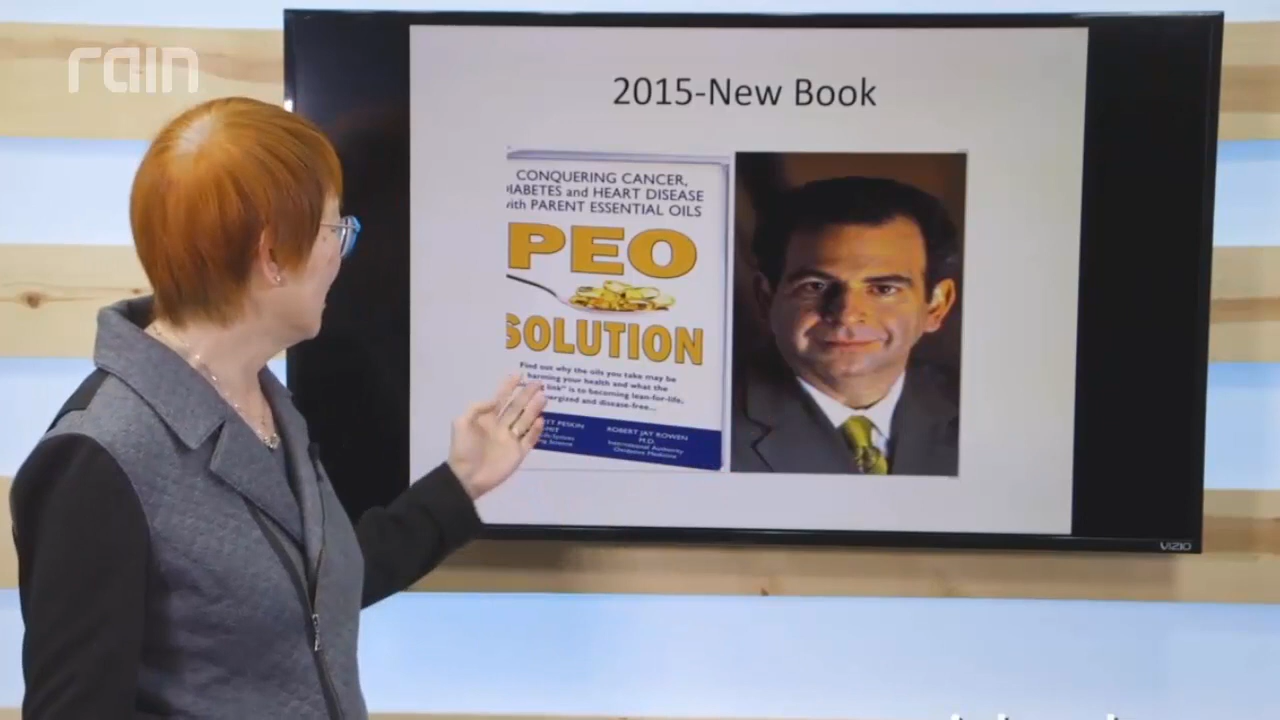 rain
2015-New Book
CONQUERING CANCER,
DIABETES and HEART DISEASE
with PARENT ESSENTIAL OILS
PEO
SOLUTION
Find out why the oils you take may be
harming your health and what the
link" is to becoming lean-for-life,
energized and disease-free...
PESKIN
ROBERT JAY ROWEN
M.D.
International Authority
Oxidative Medicine
VIZIO